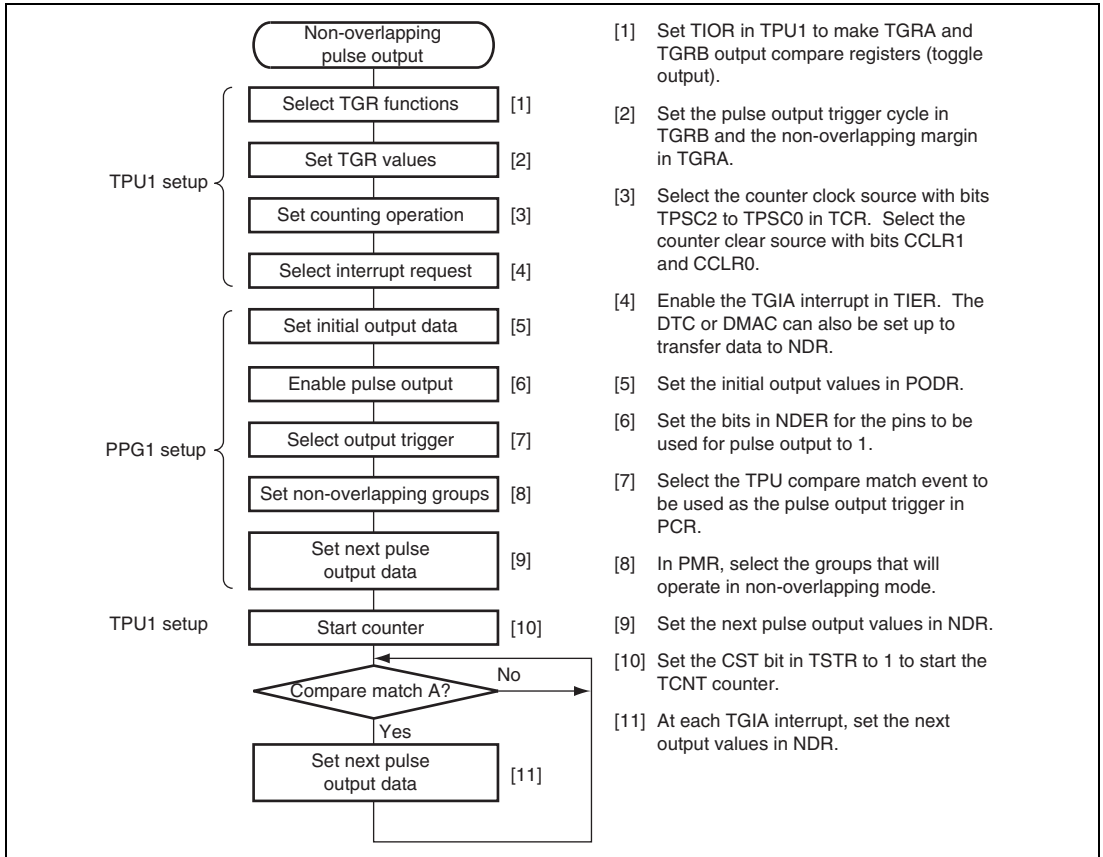 Non-overlapping
pulse output
TPU1 setup
Select TGR functions [1]
Set TGR values [2]
Set counting operation [3]
Select interrupt request [4]
PPG1 setup
Set initial output data [5]
Enable pulse output [6]
Select output trigger [7]
Set non-overlapping groups [8]
Set next pulse
output data [9]
TPU1 setup
Start counter [10]
Compare match A?
No
Yes
Set next pulse
output data [11]
[1] Set TIOR in TPU1 to make TGRA and
TGRB output compare registers (toggle
output).
[2] Set the pulse output trigger cycle in
TGRB and the non-overlapping margin
in TGRA.
[3] Select the counter clock source with bits
TPSC2 to TPSC0 in TCR. Select the
counter clear source with bits CCLR1
and CCLR0.
[4] Enable the TGIA interrupt in TIER. The
DTC or DMAC can also be set up to
transfer data to NDR.
[5] Set the initial output values in PODR.
[6] Set the bits in NDER for the pins to be
used for pulse output to 1.
[7] Select the TPU compare match event to
be used as the pulse output trigger in
PCR.
[8] In PMR, select the groups that will
operate in non-overlapping mode.
[9] Set the next pulse output values in NDR.
[10] Set the CST bit in TSTR to 1 to start the
TCNT counter.
[11] At each TGIA interrupt, set the next
output values in NDR.